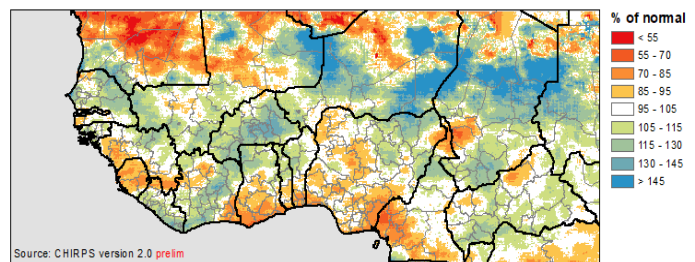 % of normal
< 55
55 - 70
70 - 85
85 - 95
95 - 105
105 - 115
115 - 130
130 - 145
> 145
Source: CHIRPS version 2.0 prelim